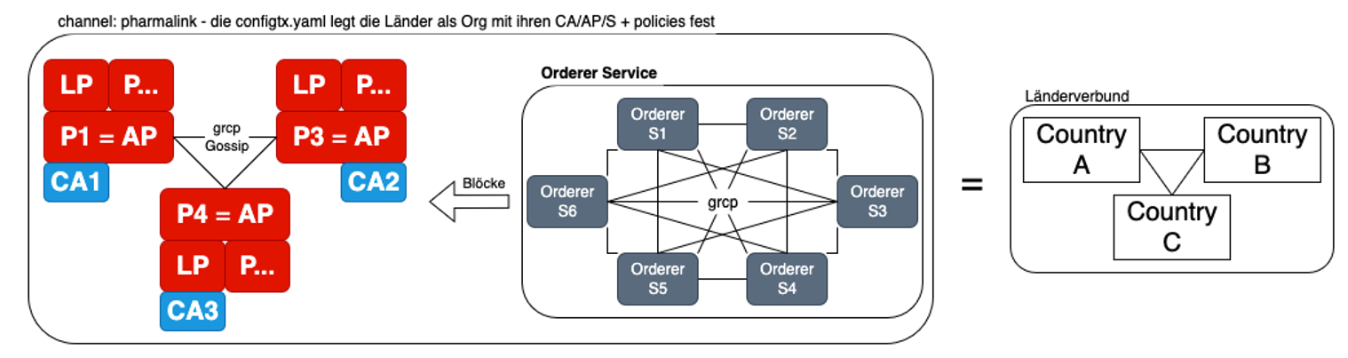 channel: pharmalink - die configtx.yaml legt die Länder als Org mit ihren CA/AP/S + policies fest
LP P...
P1 = AP
CA1
grcp
Gossip
LP P...
P3 = AP
CA2
P4 = AP
LP P...
CA3
Blöcke
Orderer Service
Orderer
S1
Orderer
S2
Orderer
S6
grcp
Orderer
S3
Orderer
S5
Orderer
S4
=
Länderverbund
Country
A
Country
B
Country
C